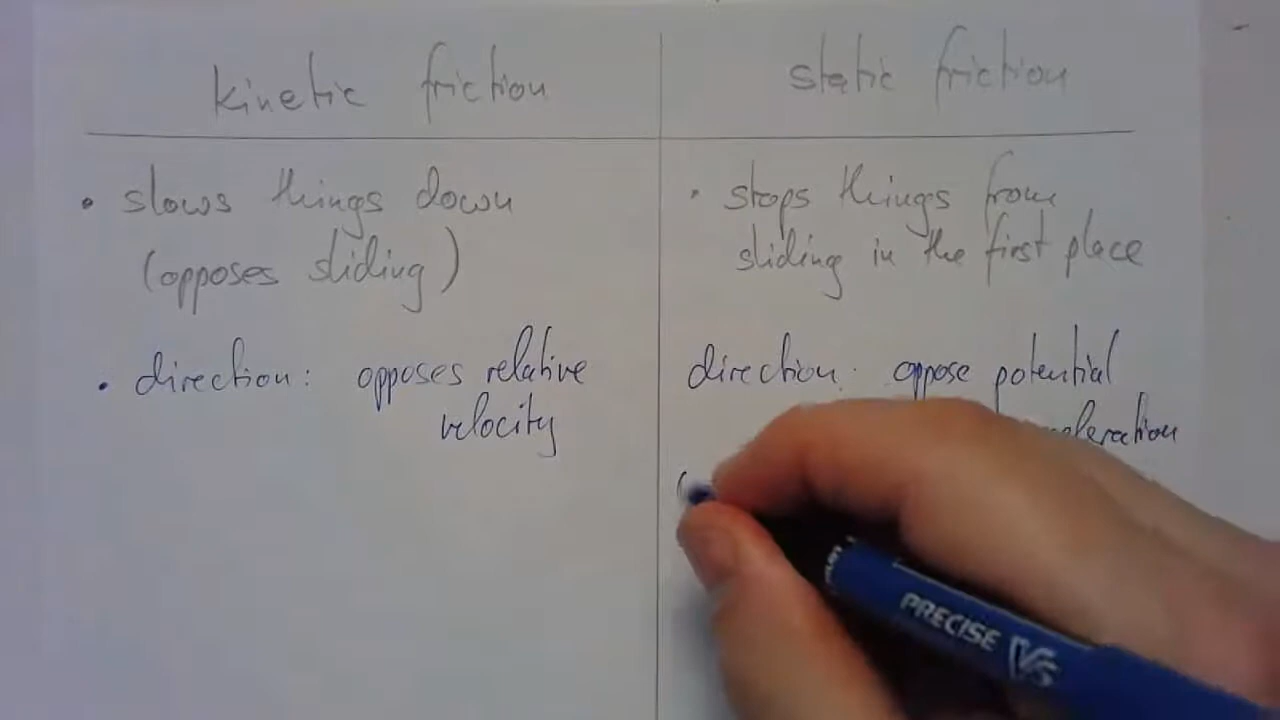 kinetic friction
static friction
• slows things down
(opposes sliding)
• stops things from
sliding in the first place
• direction: opposes relative
velocity
direction: oppose potential
(
PRECISE V5